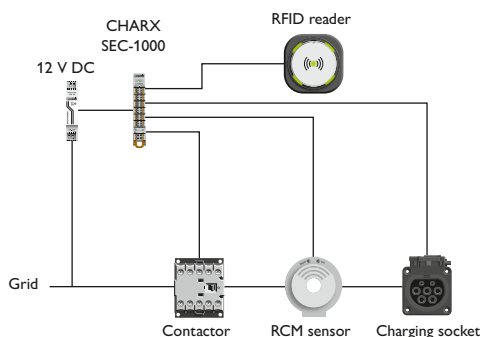 CHARX
SEC-1000
RFID reader
12 V DC
Grid
Contactor
RCM sensor
Charging socket